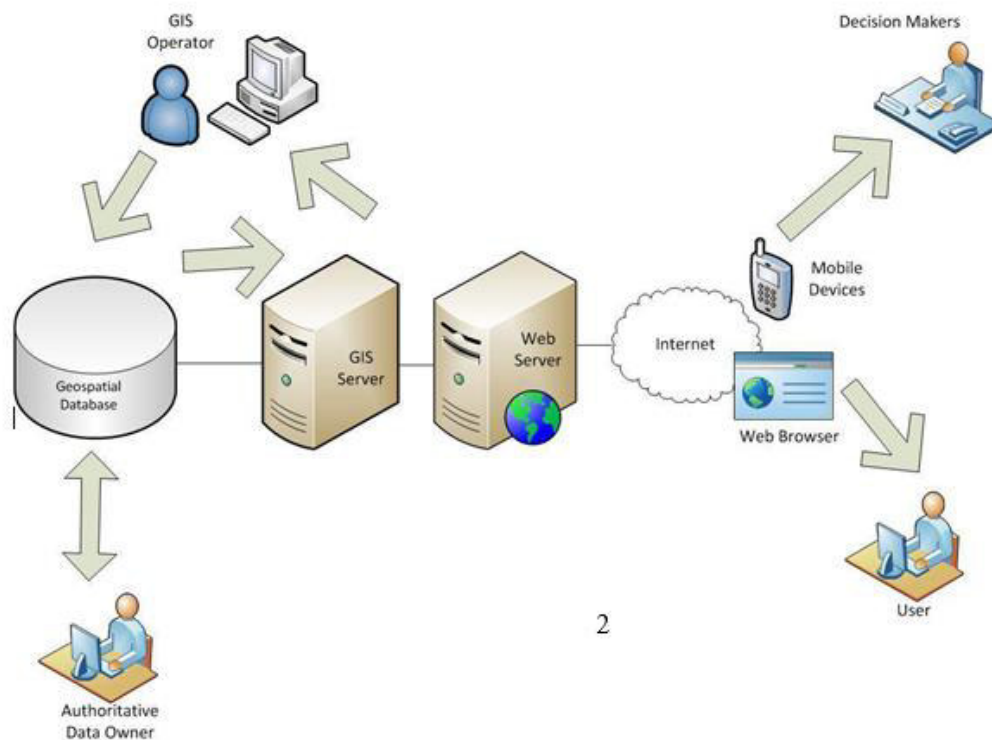 GIS
Operator
Decision Makers
Mobile
Devices
Geospatial
Database
GIS
Server
Web
Server
Internet
Web Browser
User
2
Authoritative
Data Owner